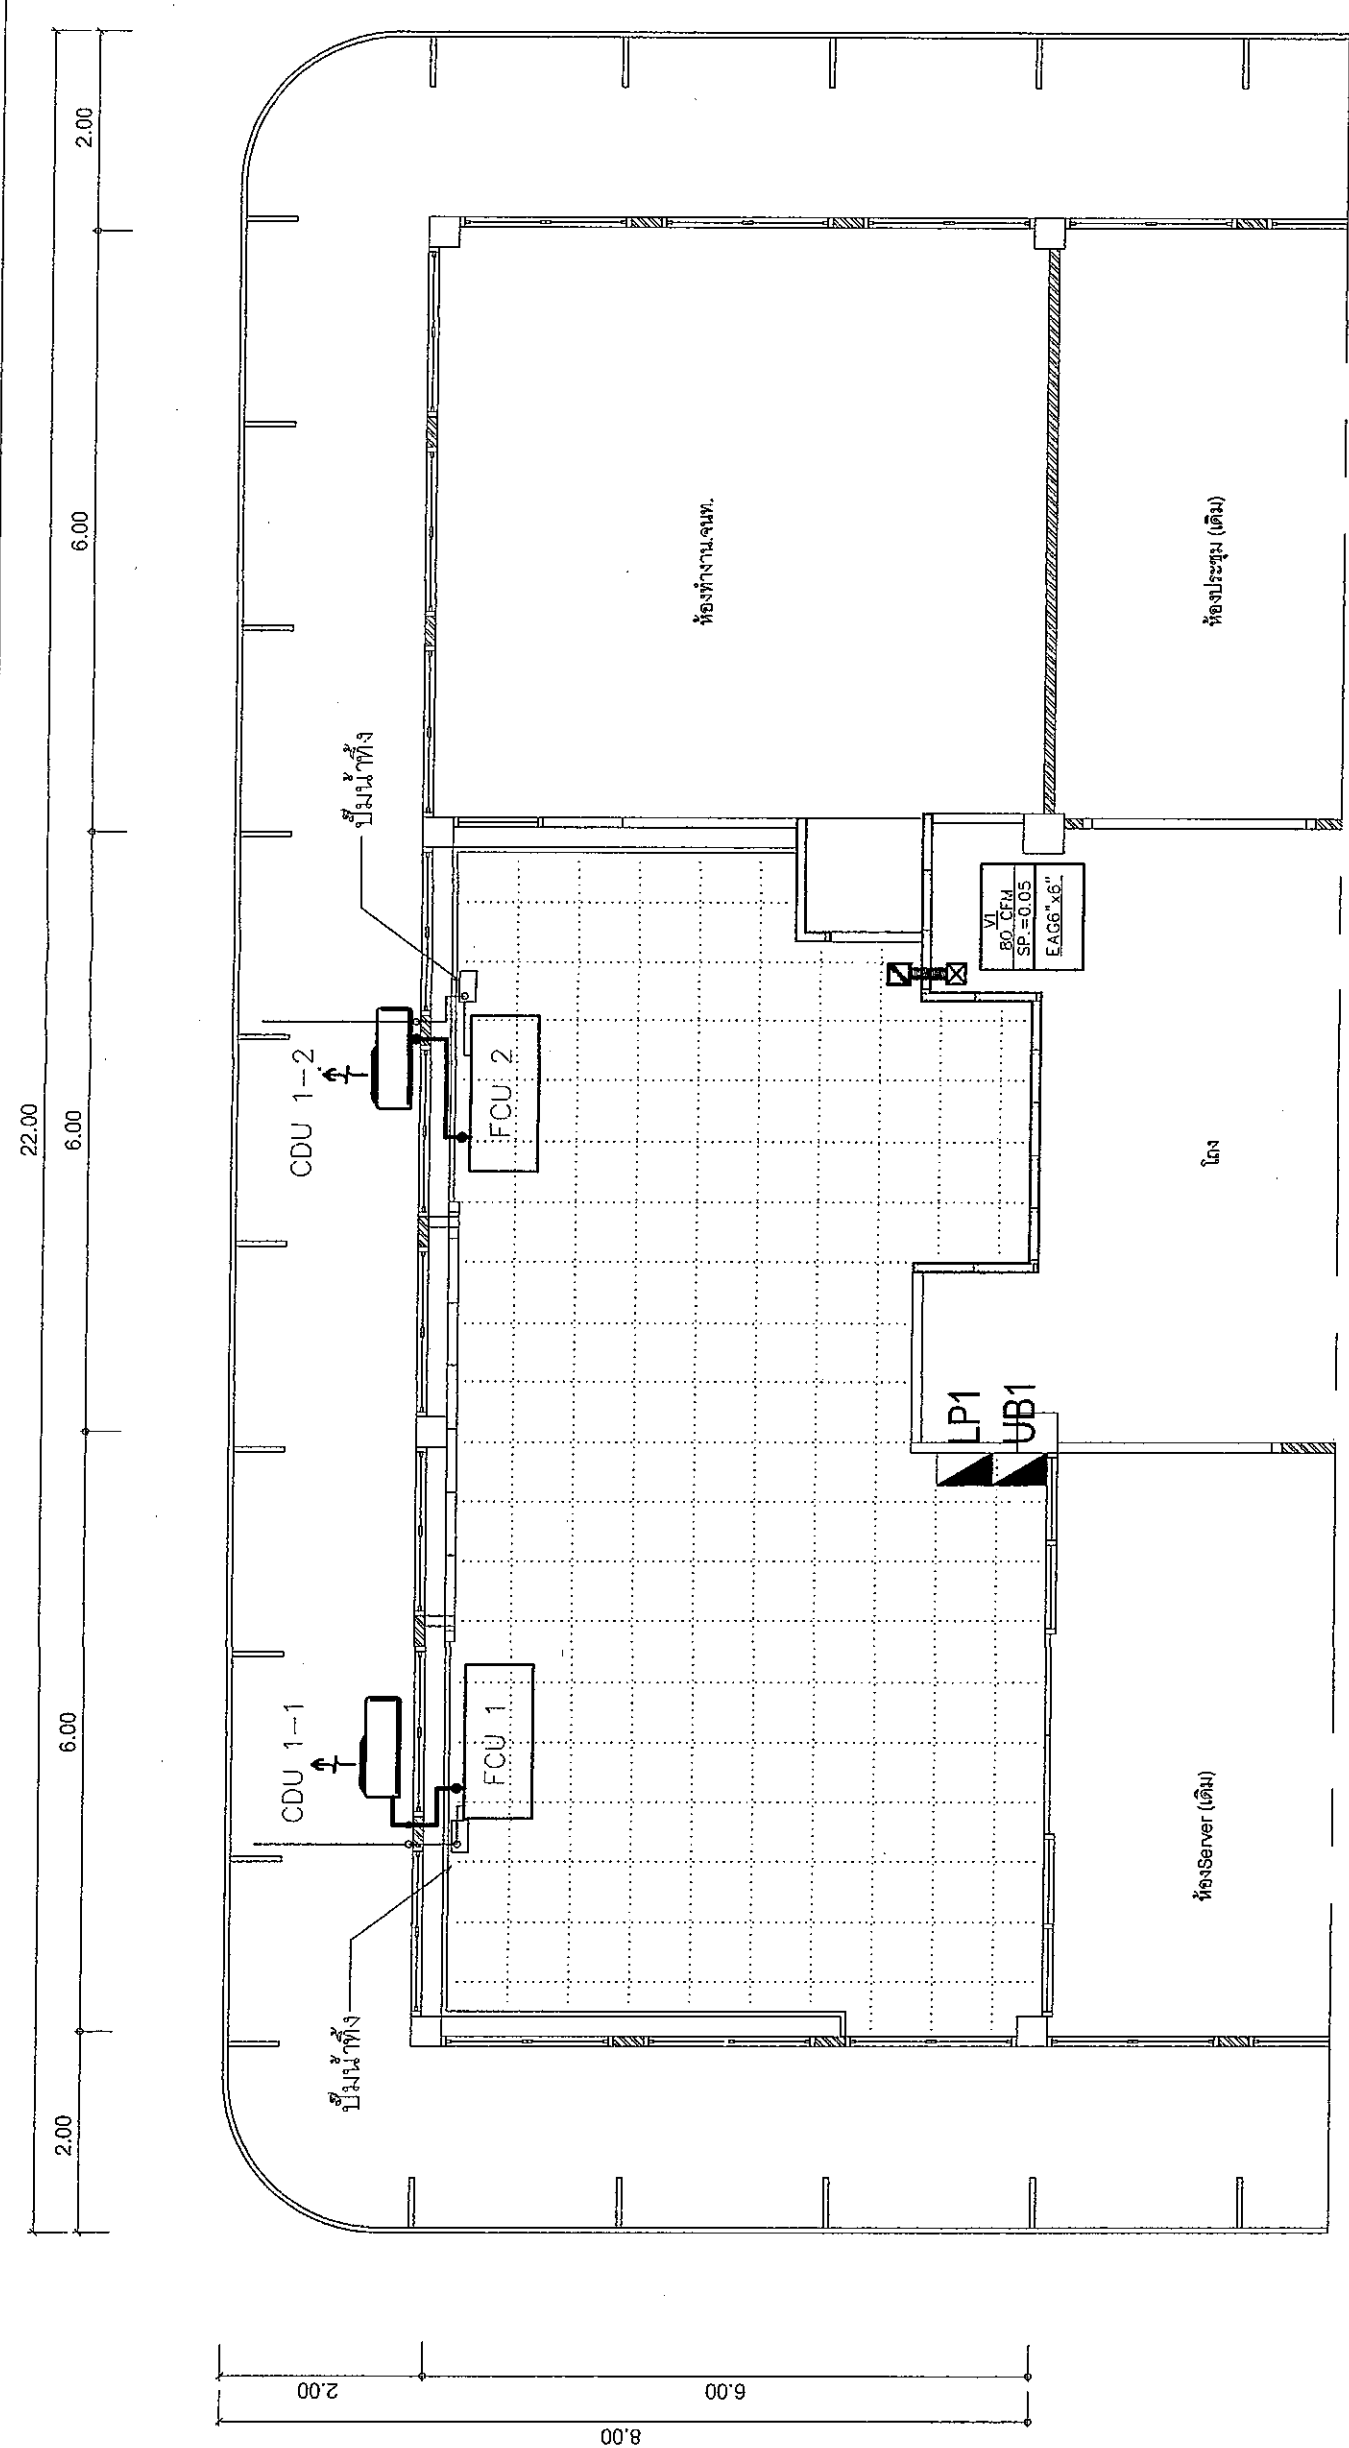 22.00
2.00
6.00
6.00
6.00
2.00
2.00
6.00
8.00
CDU 1-1
CDU 1-2
ปั๊มน้ำทิ้ง
ปั๊มน้ำทิ้ง
FCU 1
FCU 2
ห้องทำงาน.จนท.
LP1
UB1
V1
80 CFM
SP.=0.05
EAG6"x6"
ห้องServer (เดิม)
โถง
ห้องประชุม (เดิม)